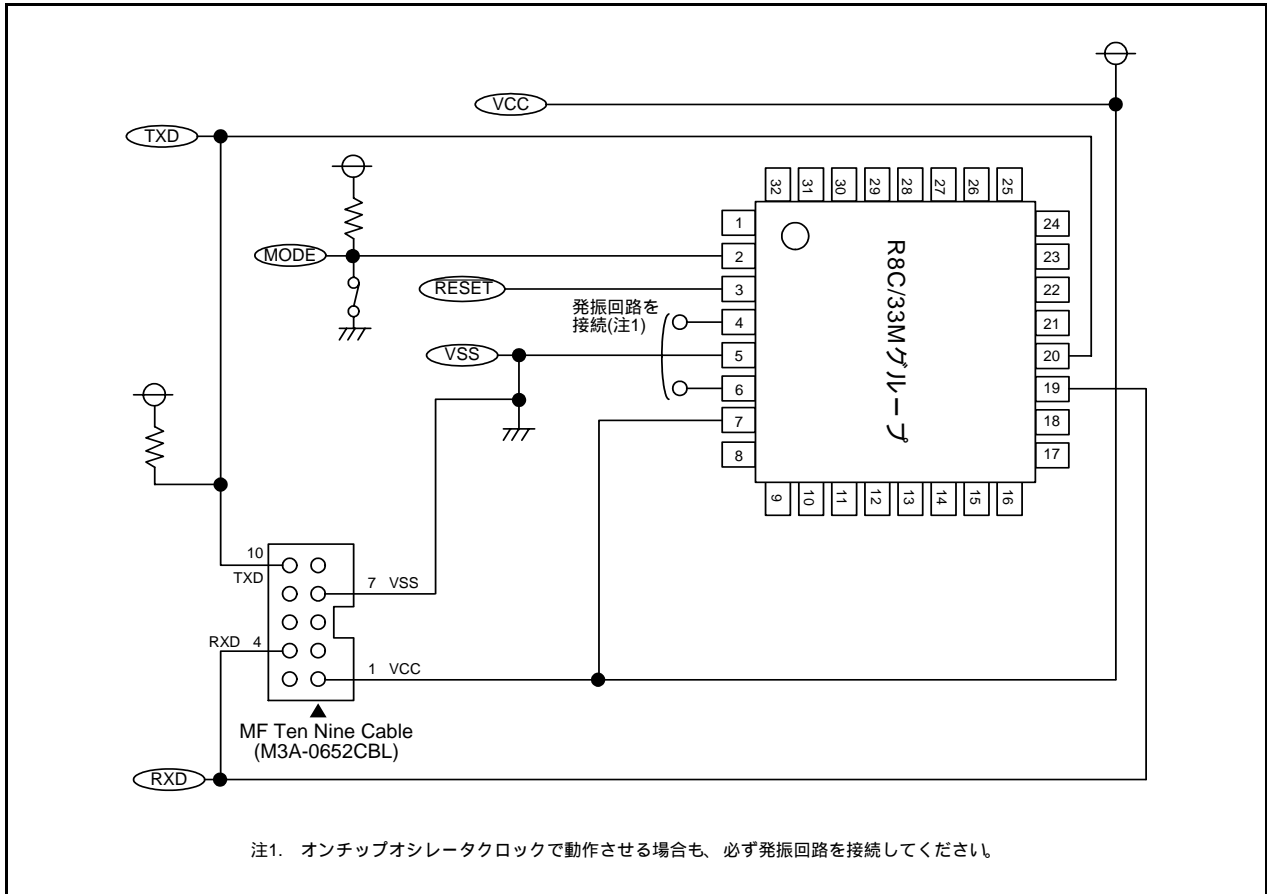 VCC
TXD
MODE
RESET
発振回路を
接続(注1)
VSS
32
31
30
29
28
27
26
25
1
2
3
4
5
6
7
8
R8C/33Mグループ
24
23
22
21
20
19
18
17
9
10
11
12
13
14
15
16
10
TXD
7 VSS
RXD 4
1 VCC
MF Ten Nine Cable
(M3A-0652CBL)
RXD
注1. オンチップオシレータクロックで動作させる場合も、必ず発振回路を接続してください。